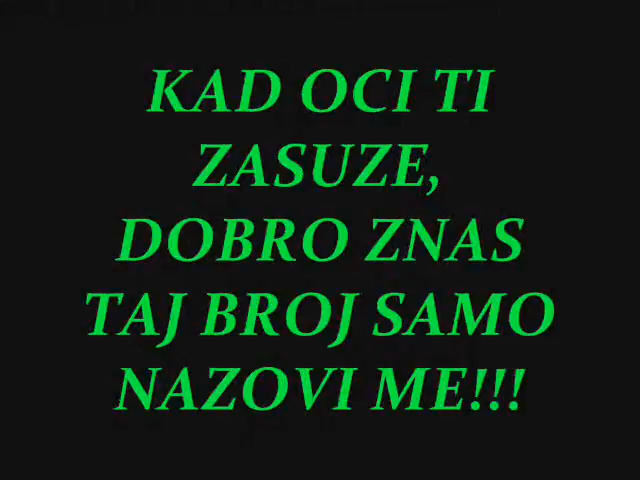 KAD OCI TI
ZASUZE,
DOBRO ZNAS
TAJ BROJ SAMO
NAZOVI ME!!!